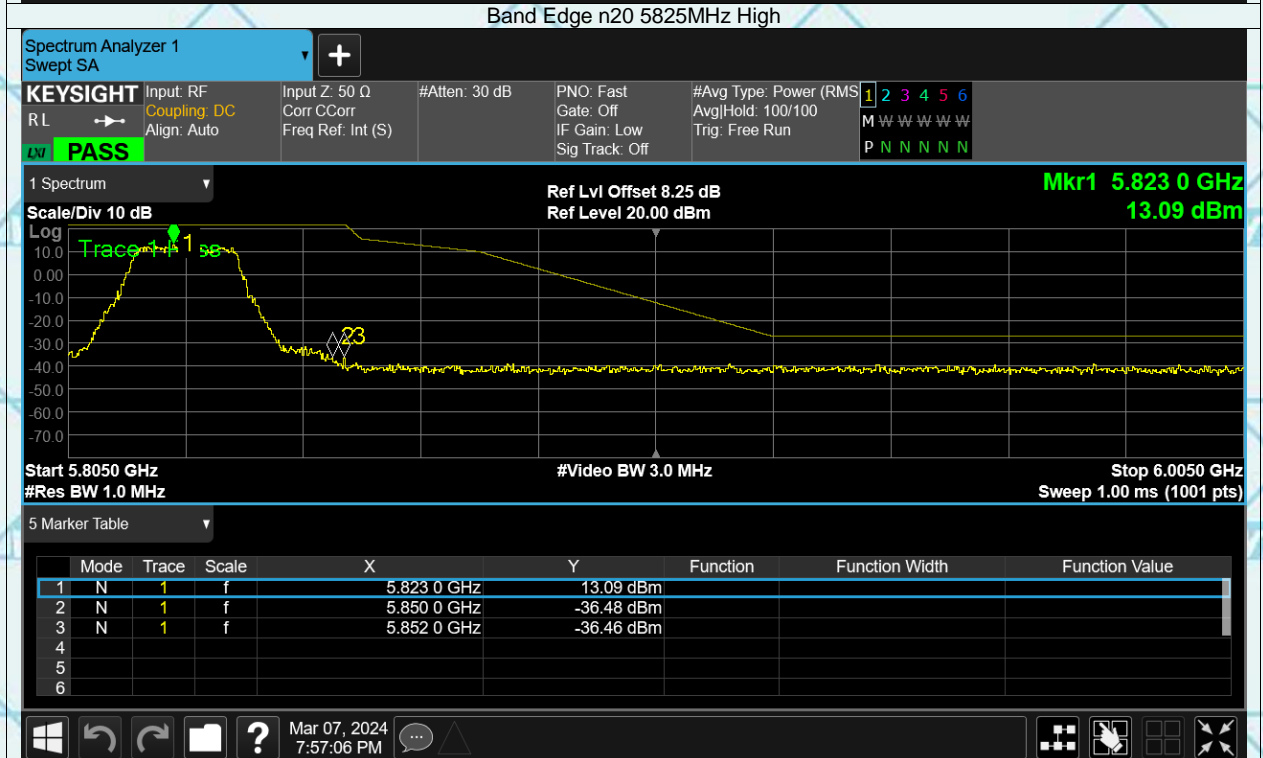 Band Edge n20 5825MHz High
Spectrum Analyzer 1
Swept SA
KEYSIGHT
R L
LXI PASS
Input: RF
Coupling: DC
Align: Auto
Input Z: 50 Ω
Corr CCorr
Freq Ref: Int (S)
#Atten: 30 dB
PNO: Fast
Gate: Off
IF Gain: Low
Sig Track: Off
#Avg Type: Power (RMS
Avg|Hold: 100/100
Trig: Free Run
1 2 3 4 5 6
M W W W W W
P N N N N N
1 Spectrum
Ref Lvl Offset 8.25 dB
Mkr1 5.823 0 GHz
Scale/Div 10 dB
Ref Level 20.00 dBm
13.09 dBm
Log
Trace 1 P ss
1
10.0
0.00
-10.0
-20.0
-30.0
-40.0
-50.0
-60.0
-70.0
23
Start 5.8050 GHz
#Video BW 3.0 MHz
Stop 6.0050 GHz
#Res BW 1.0 MHz
Sweep 1.00 ms (1001 pts)
5 Marker Table
Mode Trace Scale X Y Function Function Width Function Value
1 N 1 f 5.823 0 GHz 13.09 dBm
2 N 1 f 5.850 0 GHz -36.48 dBm
3 N 1 f 5.852 0 GHz -36.46 dBm
4
5
6
?
Mar 07, 2024
7:57:06 PM